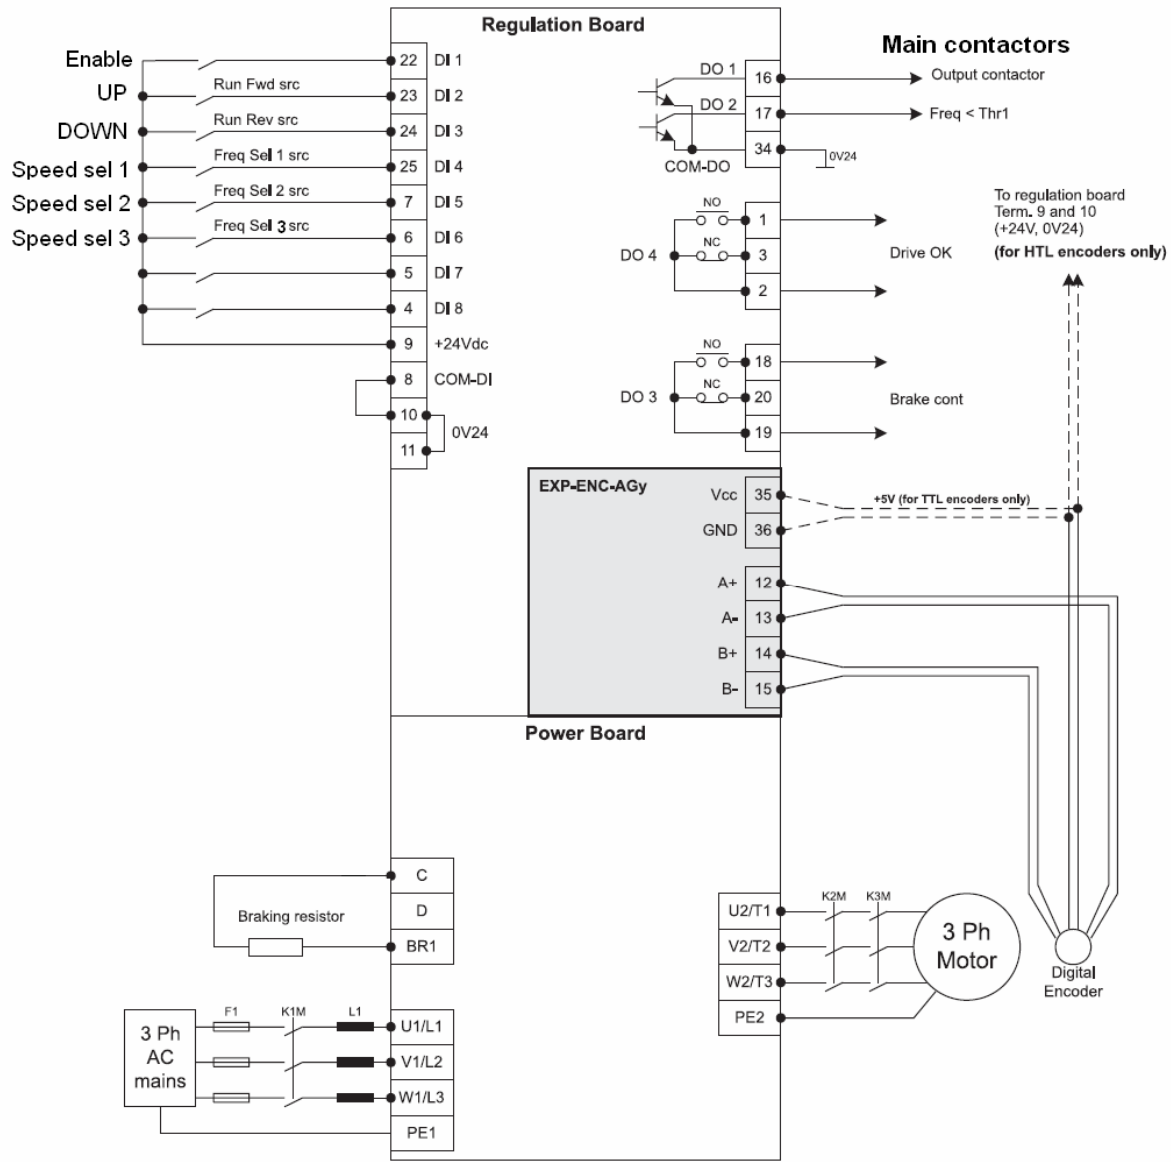 Regulation Board
Enable
22 DI 1
UP
Run Fwd src
23 DI 2
DOWN
Run Rev src
24 DI 3
Speed sel 1
Freq Sel 1 src
25 DI 4
Speed sel 2
Freq Sel 2 src
7 DI 5
Speed sel 3
Freq Sel 3 src
6 DI 6
5 DI 7
4 DI 8
9 +24Vdc
8 COM-DI
10
0V24
11
Main contactors
DO 1 16 Output contactor
DO 2 17 Freq < Thr1
34
COM-DO
0V24
NO
1
DO 4
NC
3
Drive OK
2
NO
18
DO 3
NC
20
Brake cont
19
To regulation board
Term. 9 and 10
(+24V, 0V24)
(for HTL encoders only)
EXP-ENC-AGy
Vcc 35
+5V (for TTL encoders only)
GND 36
A+ 12
A- 13
B+ 14
B- 15
Power Board
C
Braking resistor
D
BR1
3 Ph
AC
mains
F1 K1M L1
U1/L1
V1/L2
W1/L3
PE1
K2M K3M
U2/T1
V2/T2
W2/T3
PE2
3 Ph
Motor
Digital
Encoder